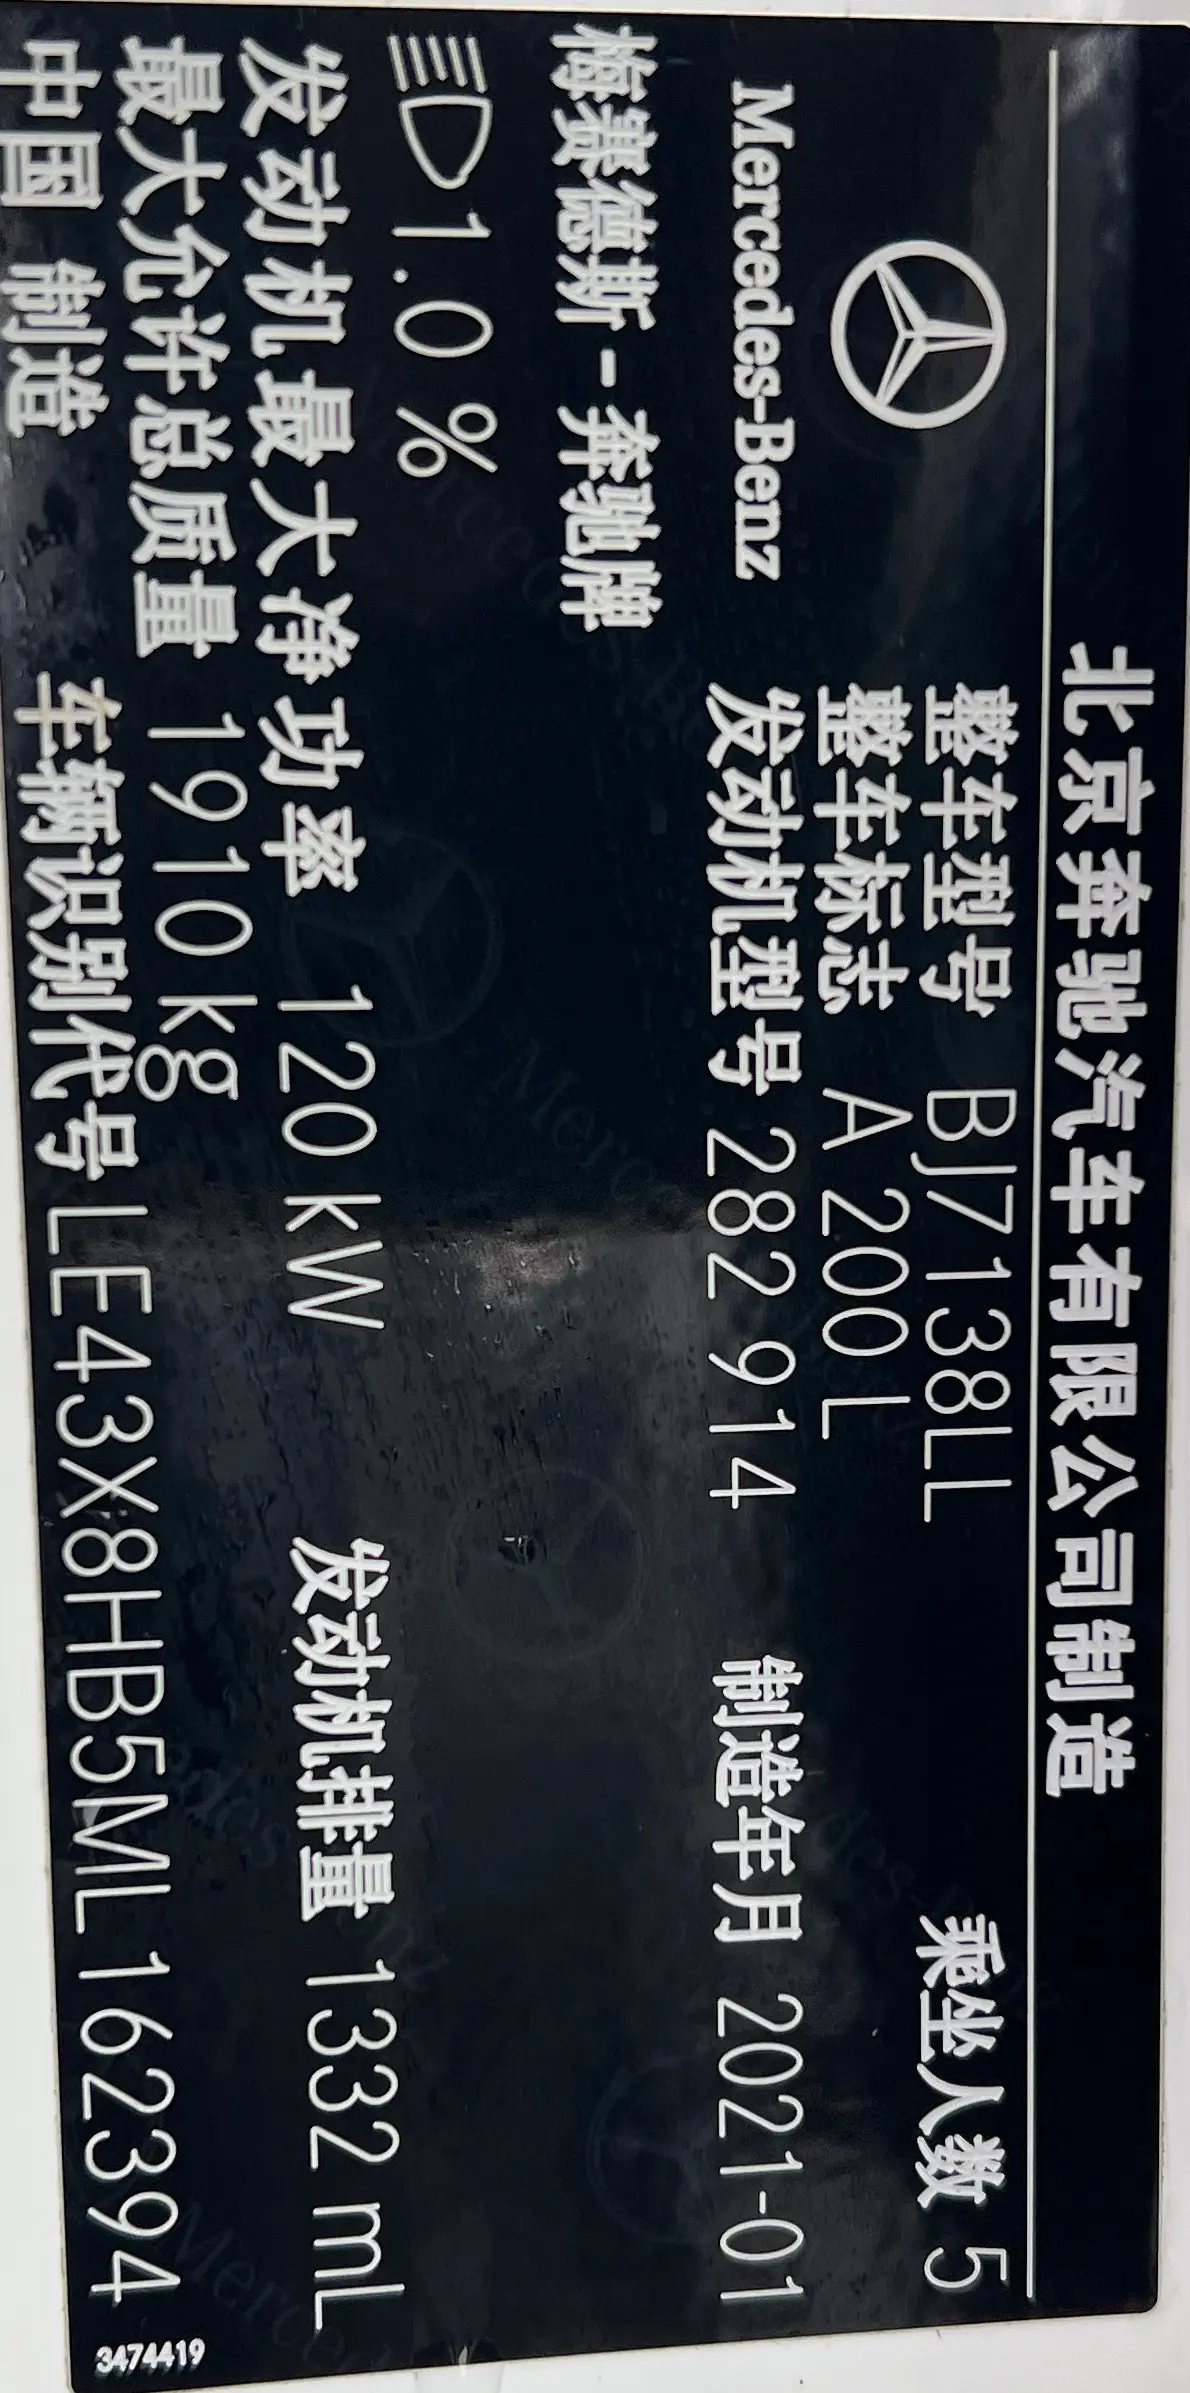 北京奔驰汽车有限公司制造
整车型号 BJ7138LL 乘坐人数 5
整车标志 A 200 L
Mercedes-Benz 发动机型号 282 914 制造年月 2021-01
梅赛德斯-奔驰牌
1.0 %
发动机最大净功率 120 kW 发动机排量 1332 mL
最大允许总质量 1910 kg
中国 制造 车辆识别代号 LE43X8HB5ML162394
3474419